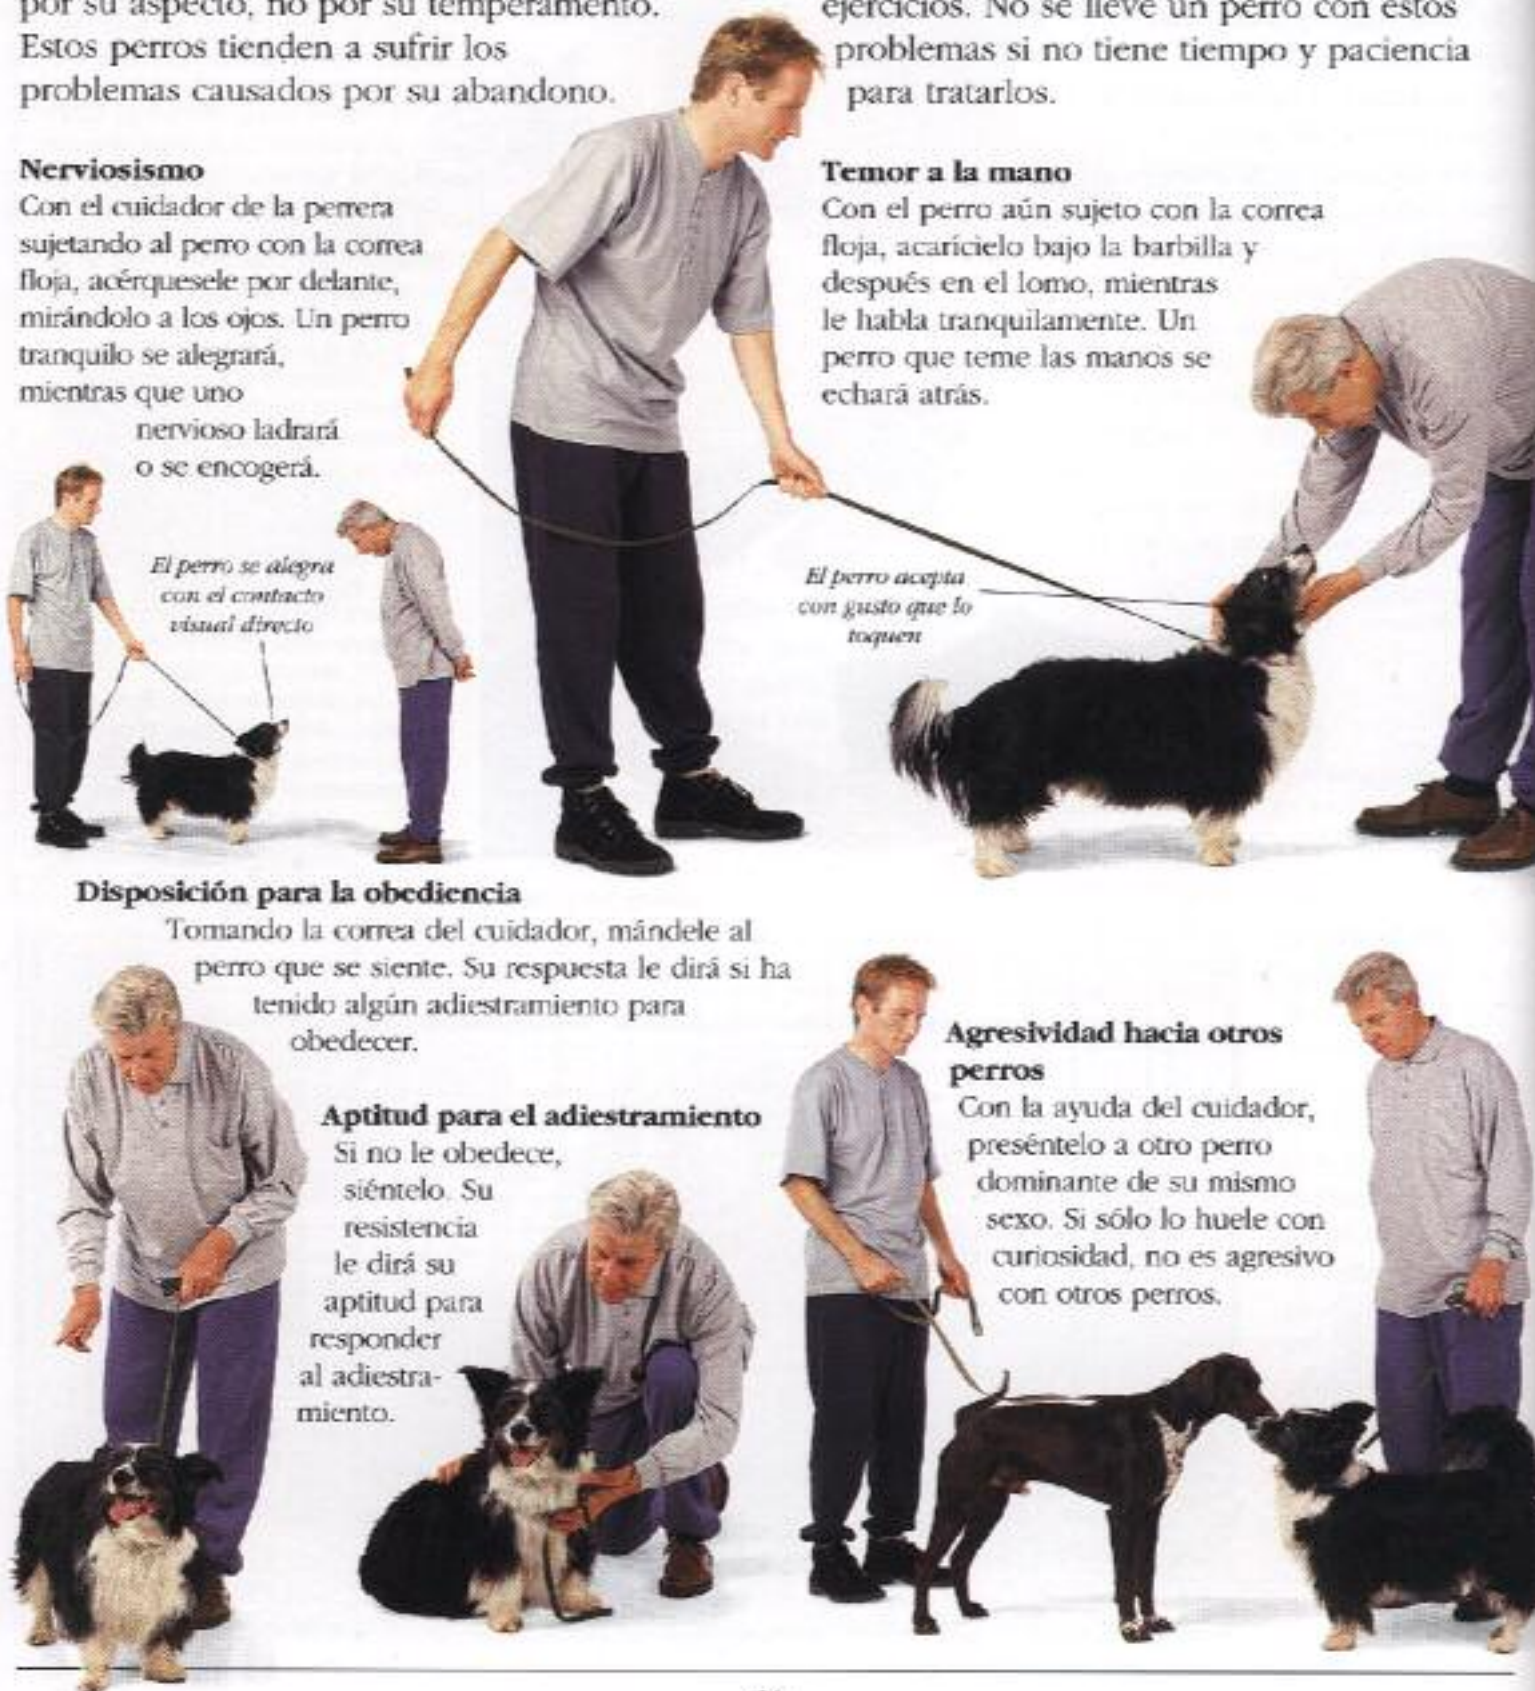 por su aspecto, no por su temperamento.
Estos perros tienden a sufrir los
problemas causados por su abandono.
ejercicios. No se lleve un perro con estos
problemas si no tiene tiempo y paciencia
para tratarlos.
Nerviosismo
Con el cuidador de la perrera
sujetando al perro con la correa
floja, acérquesele por delante,
mirándolo a los ojos. Un perro
tranquilo se alegrará,
mientras que uno
nervioso ladrará
o se encogerá.
El perro se alegra
con el contacto
visual directo
Temor a la mano
Con el perro aún sujeto con la correa
floja, acarícielo bajo la barbilla y
después en el lomo, mientras
le habla tranquilamente. Un
perro que teme las manos se
echará atrás.
El perro acepta
con gusto que lo
toquen
Disposición para la obediencia
Tomando la correa del cuidador, mándele al
perro que se siente. Su respuesta le dirá si ha
tenido algún adiestramiento para
obedecer.
Aptitud para el adiestramiento
Si no le obedece,
siéntelo. Su
resistencia
le dirá su
aptitud para
responder
al adiestra-
miento.
Agresividad hacia otros
perros
Con la ayuda del cuidador,
preséntelo a otro perro
dominante de su mismo
sexo. Si sólo lo huele con
curiosidad, no es agresivo
con otros perros.